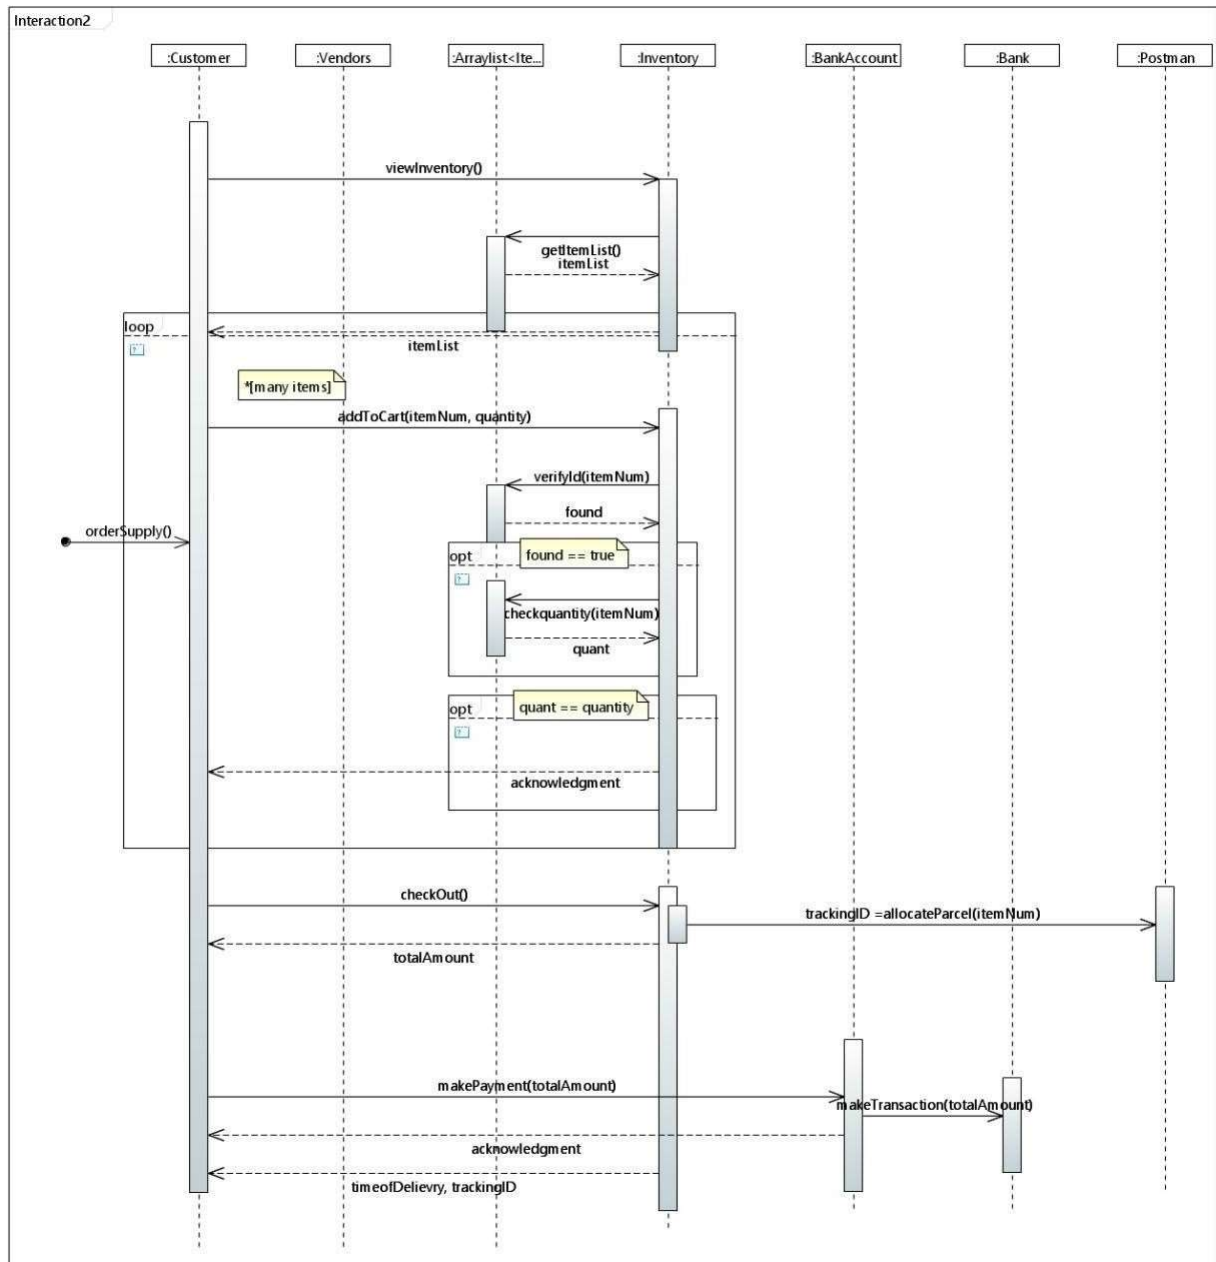 Interaction2
:Customer
:Vendors
:Arraylist<Ite...
:Inventory
:BankAccount
:Bank
:Postman
viewInventory()
getItemList()
itemList
loop
itemList
*[many items]
addToCart(itemNum, quantity)
verifyId(itemNum)
found
orderSupply()
opt
found == true
checkquantity(itemNum)
quant
opt
quant == quantity
acknowledgment
checkOut()
trackingID =allocateParcel(itemNum)
totalAmount
makePayment(totalAmount)
makeTransaction(totalAmount)
acknowledgment
timeofDelievry, trackingID